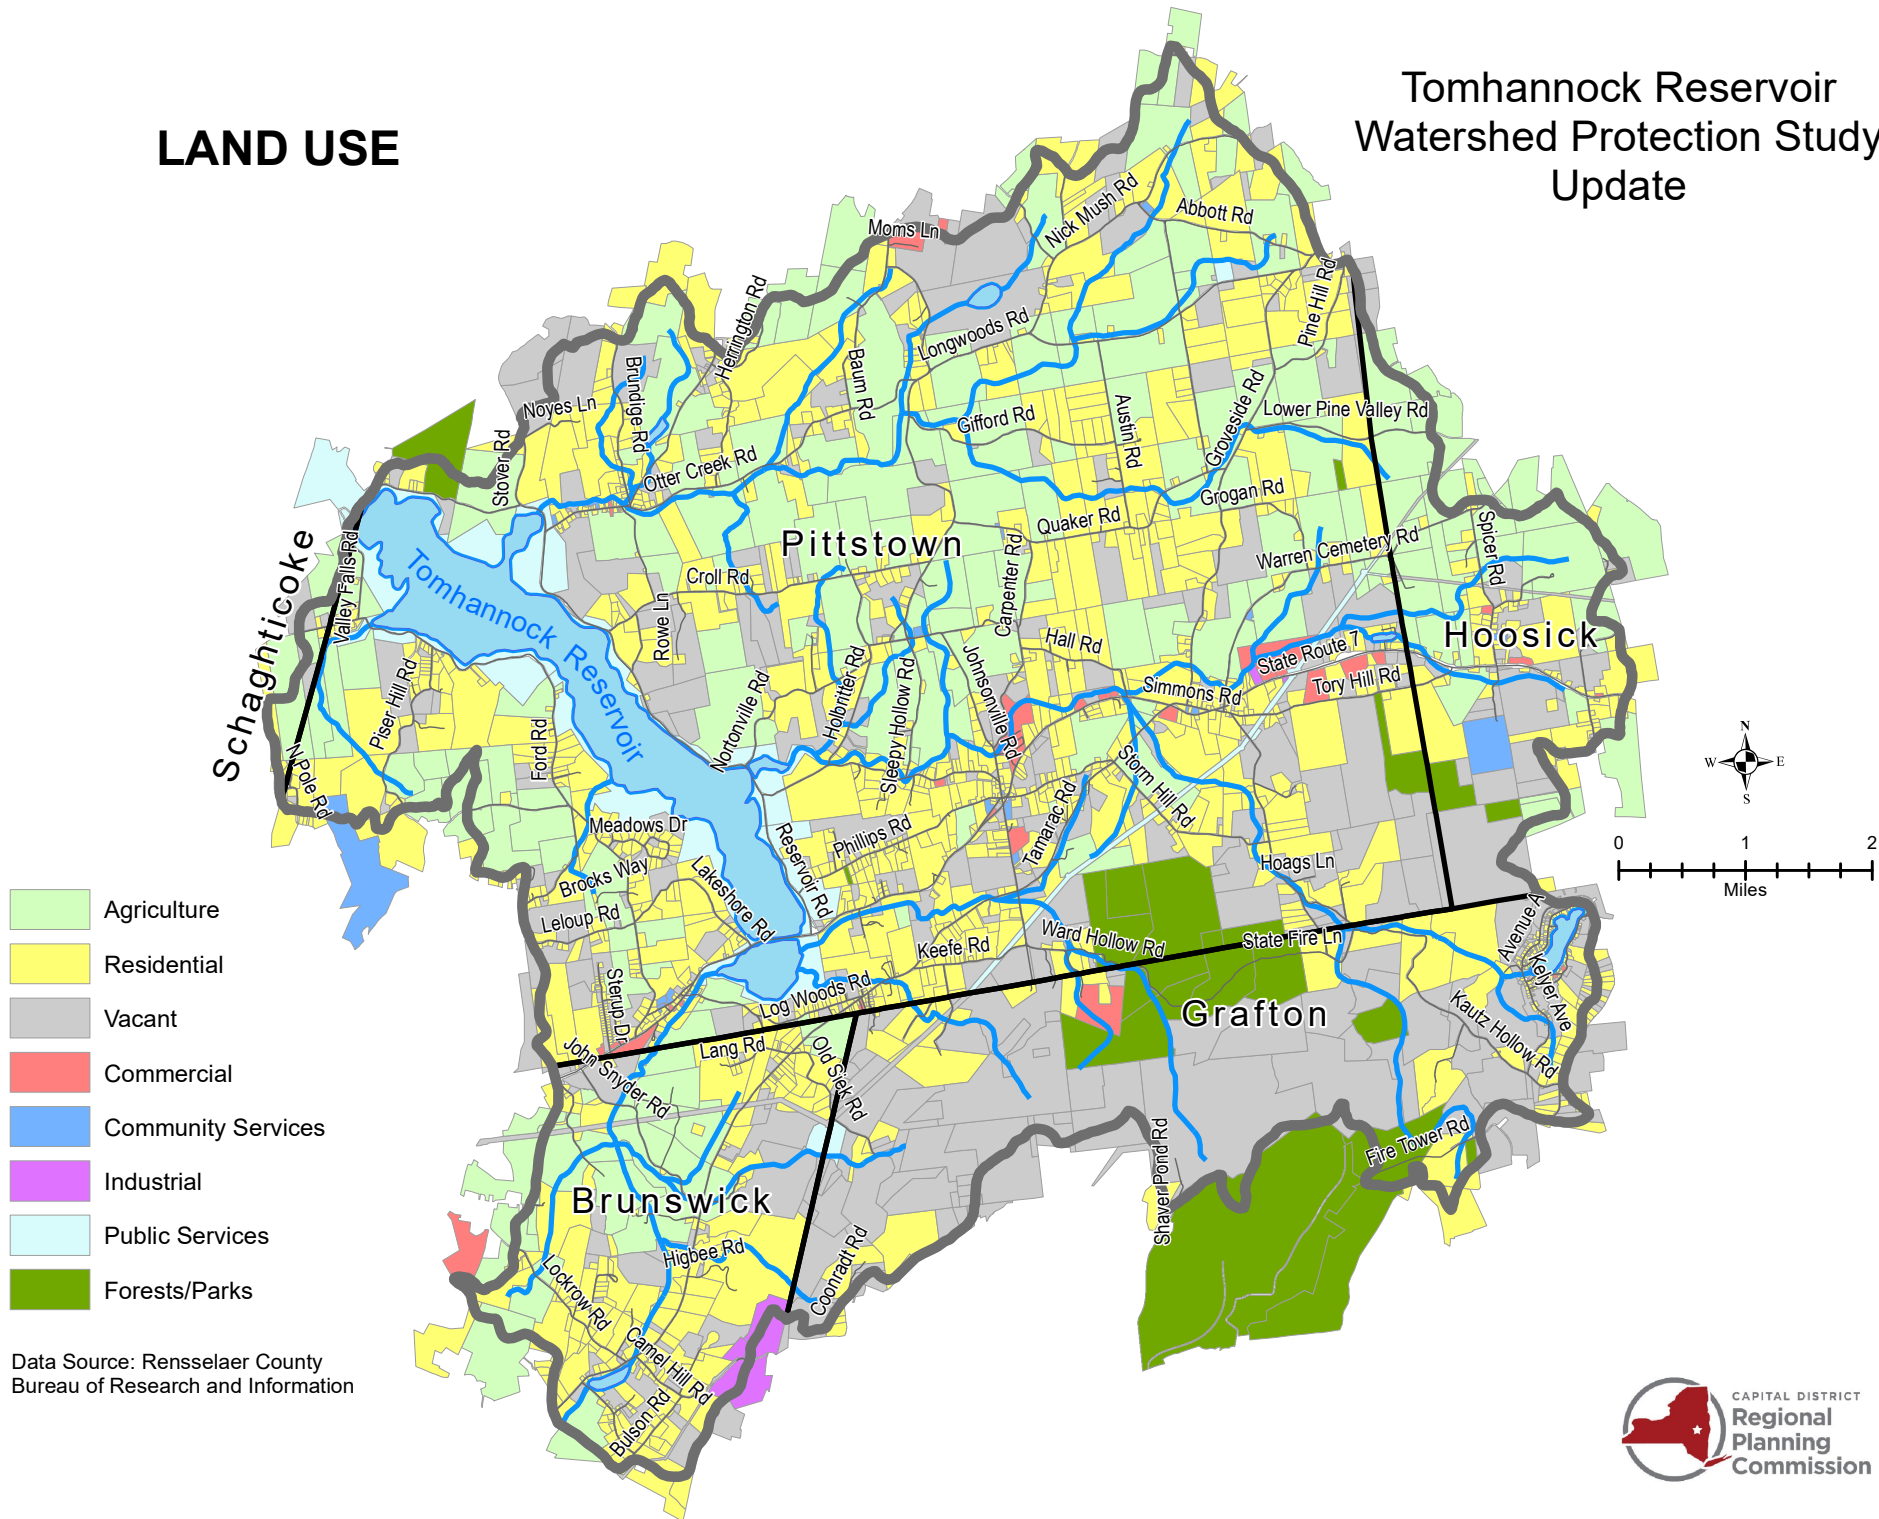 LAND USE
Tomhannock Reservoir
Watershed Protection Study
Update
Moms Ln
Nick Mush Rd
Abbott Rd
Pine Hill Rd
Herrington Rd
Longwoods Rd
Baum Rd
Brundige Rd
Noyes Ln
Stover Rd
Otter Creek Rd
Gifford Rd
Austin Rd
Groveside Rd
Lower Pine Valley Rd
Grogan Rd
Quaker Rd
Warren Cemetery Rd
Spicer Rd
Pittstown
Croll Rd
Rowe Ln
Carpenter Rd
Hall Rd
Hoosick
State Route 7
Tory Hill Rd
Simmons Rd
Schaghticoke
Valley Falls Rd
Tomhannock Reservoir
Piser Hill Rd
N Pole Rd
Ford Rd
Nortonville Rd
Holbritter Rd
Sleepy Hollow Rd
Johnsonville Rd
Storm Hill Rd
Tamarac Rd
Meadows Dr
Brocks Way
Leloup Rd
Lakeshore Rd
Reservoir Rd
Phillips Rd
Hoags Ln
Keefe Rd
Ward Hollow Rd
State Fire Ln
Avenue A
Kelyer Ave
Kautz Hollow Rd
Sterup Dr
Log Woods Rd
Grafton
John Snyder Rd
Lang Rd
Old Siek Rd
Shaver Pond Rd
Fire Tower Rd
Brunswick
Higbee Rd
Coonradt Rd
Lockrow Rd
Camel Hill Rd
Bulson Rd
N
W
E
S
0
1
2
Miles
Agriculture
Residential
Vacant
Commercial
Community Services
Industrial
Public Services
Forests/Parks
Data Source: Rensselaer County
Bureau of Research and Information
CAPITAL DISTRICT
Regional
Planning
Commission